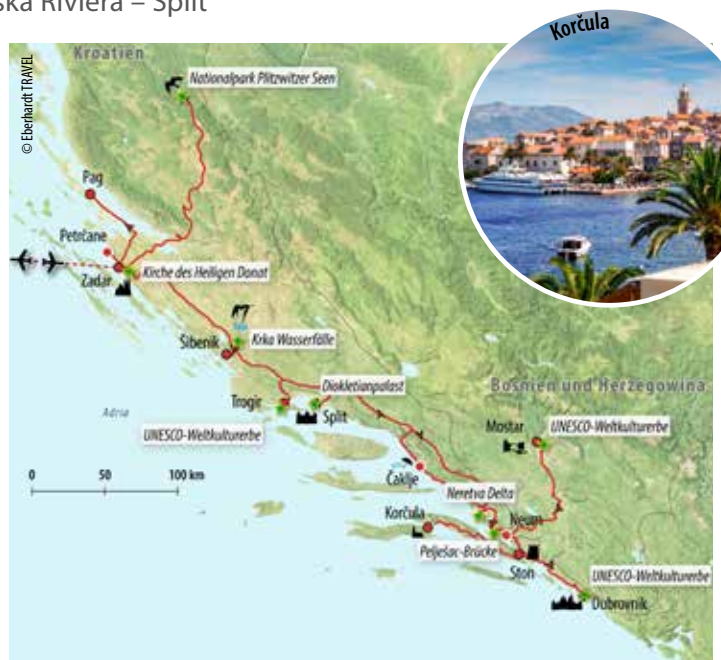 ska Riviera – Split
© Eberhardt TRAVEL
Kroatien
Korčula
Nationalpark Plitzwitzer Seen
Pag
Petrčane
Zadar
Kirche des Heiligen Donat
Šibenik
Krka Wasserfälle
Diokletianpalast
Bosnien und Herzegowina
Trogir
Split
Adria
UNESCO-Weltkulturerbe
Mostar
UNESCO-Weltkulturerbe
0 50 100 km
Čaklje
Neretva Delta
Korčula
Neum
Pelješac-Brücke
Ston
UNESCO-Weltkulturerbe
Dubrovnik